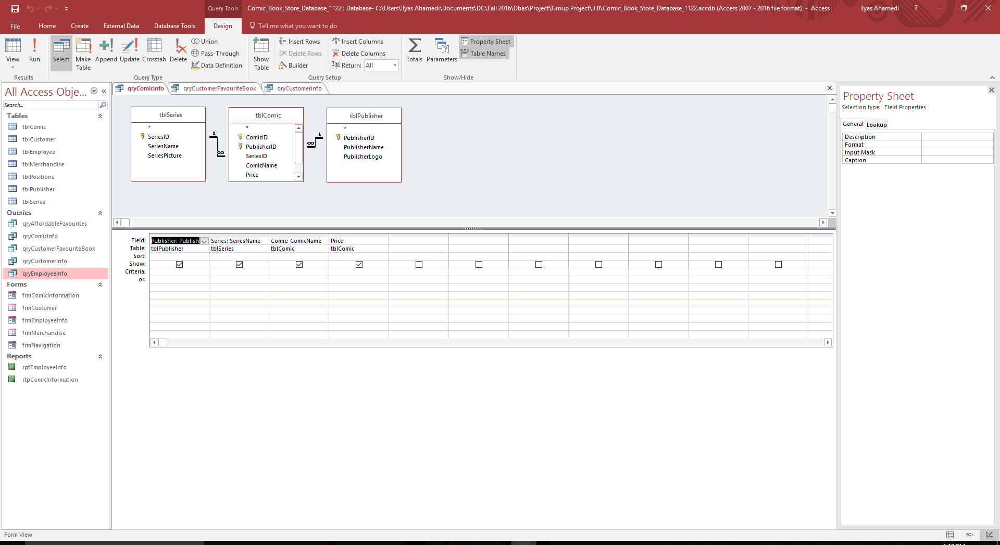 Query Tools
Comic_Book_Store_Database_1122 : Database- C:\Users\Ilyas Ahamedi\Documents\DC\Fall 2016\Dbas\Project\Group Project\3.0\Comic_Book_Store_Database_1122.accdb (Access 2007 - 2016 file format) - Access
Ilyas Ahamedi
?
File Home Create External Data Database Tools Design Tell me what you want to do
View
Run
Select
Make Table
Append
Update
Crosstab
Delete
Union
Pass-Through
Data Definition
Show Table
Insert Rows
Delete Rows
Builder
Insert Columns
Delete Columns
Return: All
Totals
Parameters
Property Sheet
XYZ Table Names
Results
Query Type
Query Setup
Show/Hide
All Access Obje...
Search...
Tables
tblComic
tblCustomer
tblEmployee
tblMerchandise
tblPositions
tblPublisher
tblSeries
Queries
qryAffordableFavourites
qryComicInfo
qryCustomerFavouriteBook
qryCustomerInfo
qryEmployeeInfo
Forms
frmComicInformation
frmCustomer
frmEmployeeInfo
frmMerchandise
frmNavigation
Reports
rptEmployeeInfo
rtpComicInformation
qryComicInfo qryCustomerFavouriteBook qryCustomerInfo
tblSeries
*
SeriesID
SeriesName
SeriesPicture
1
∞
tblComic
*
ComicID
PublisherID
SeriesID
ComicName
Price
1
∞
tblPublisher
*
PublisherID
PublisherName
PublisherLogo
Field: Publisher: Publish Series: SeriesName Comic: ComicName Price
Table: tblPublisher tblSeries tblComic tblComic
Sort:
Show:
Criteria:
or:
Property Sheet
Selection type: Field Properties
General Lookup
Description
Format
Input Mask
Caption
Form View
SQL